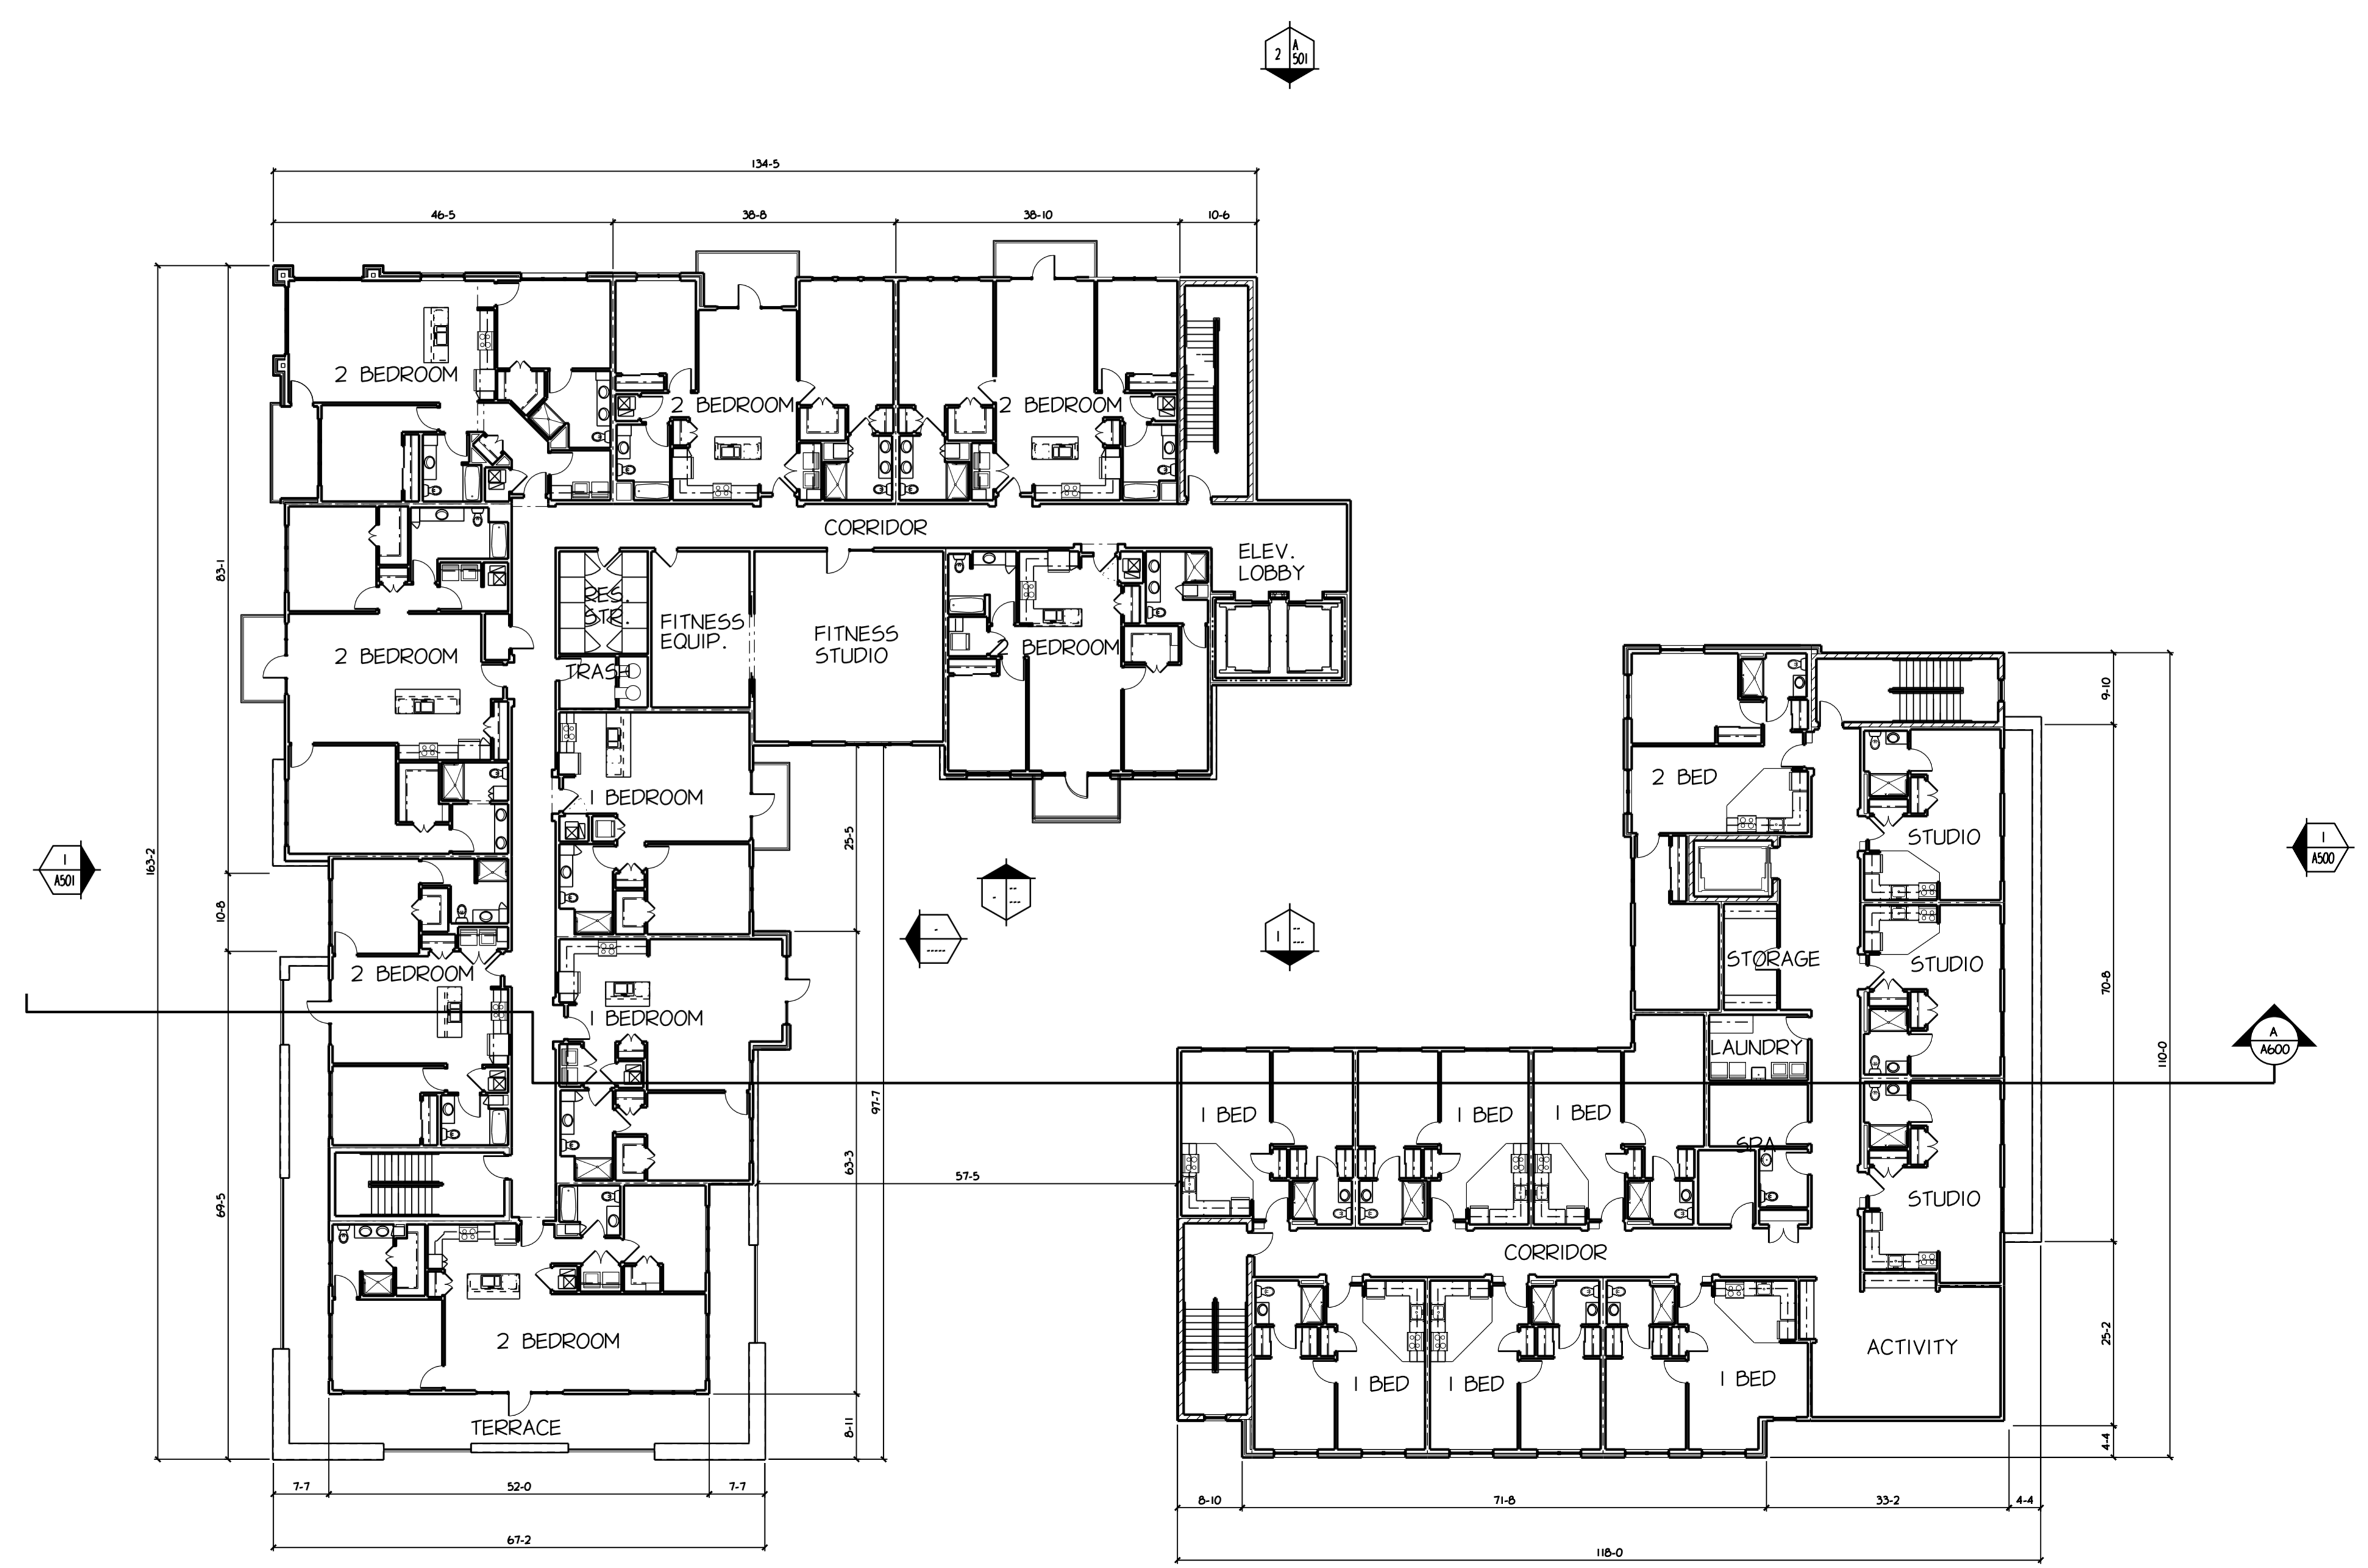 2 A
501
134-5
46-5 38-8 38-10 10-6
2 BEDROOM
2 BEDROOM
2 BEDROOM
CORRIDOR
ELEV.
LOBBY
83-1
RES.
STR.
FITNESS
EQUIP.
FITNESS
STUDIO
2 BEDROOM
2 BEDROOM
TRASH
9-10
2 BED
1 BEDROOM
STUDIO
25-5
163-2
1
A501
1
A500
10-8
--
- ---
-
-----
--
1 ---
2 BEDROOM
STORAGE
STUDIO
70-8
1 BEDROOM
A
A600
LAUNDRY
110-0
97-7
1 BED
1 BED
1 BED
SPA
63-3
57-5
69-5
STUDIO
CORRIDOR
2 BEDROOM
25-2
ACTIVITY
1 BED
1 BED
1 BED
TERRACE
8-11
4-4
7-7 52-0 7-7
8-10 71-8 33-2 4-4
67-2
118-0